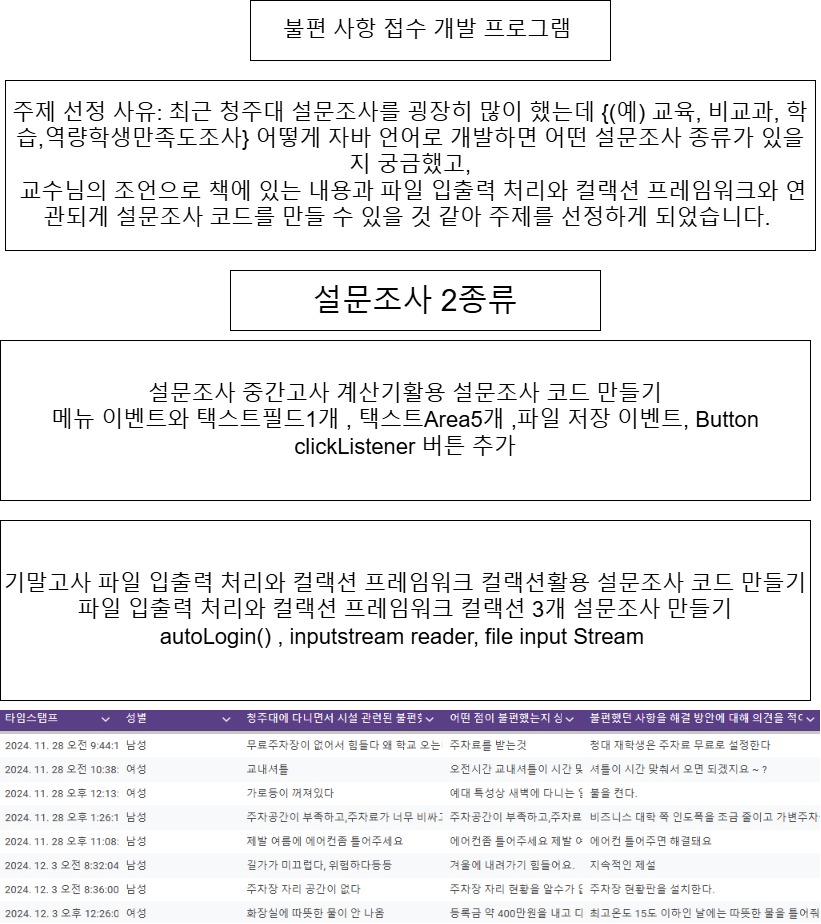 불편 사항 접수 개발 프로그램
주제 선정 사유: 최근 청주대 설문조사를 굉장히 많이 했는데 {(예) 교육, 비교과, 학
습,역량학생만족도조사} 어떻게 자바 언어로 개발하면 어떤 설문조사 종류가 있을
지 궁금했고,
교수님의 조언으로 책에 있는 내용과 파일 입출력 처리와 컬랙션 프레임워크와 연
관되게 설문조사 코드를 만들 수 있을 것 같아 주제를 선정하게 되었습니다.
설문조사 2종류
설문조사 중간고사 계산기활용 설문조사 코드 만들기
메뉴 이벤트와 택스트필드1개 , 택스트Area5개 ,파일 저장 이벤트, Button
clickListener 버튼 추가
기말고사 파일 입출력 처리와 컬랙션 프레임워크 컬랙션활용 설문조사 코드 만들기
파일 입출력 처리와 컬랙션 프레임워크 컬랙션 3개 설문조사 만들기
autoLogin() , inputstream reader, file input Stream
타임스탬프 성별 청주대에 다니면서 시설 관련된 불편 어떤 점이 불편했는지 불편했던 사항을 해결 방안에 대해 의견을
2024. 11. 28 오전 9:44:1 남성 무료주차장이 없어서 힘들다 왜 학교 오는 주차료를 받는것 청대 재학생은 주차료 무료로 설정한다
2024. 11. 28 오전 10:38: 여성 교내셔틀 오전시간 교내셔틀이 시간 셔틀이 시간 맞춰서 오면 되겠지요 ~ ?
2024. 11. 28 오후 12:13: 여성 가로등이 꺼져있다 예대 특성상 새벽에 다니는 불을 켠다.
2024. 11. 28 오후 1:26:1 남성 주차공간이 부족하고,주차료가 너무 비싸고 주차공간이 부족하고,주차료 비즈니스 대학 쪽 인도폭을 조금 줄이고 가변주차
2024. 11. 28 오후 11:08: 남성 제발 여름에 에어컨좀 틀어주세요 에어컨좀 틀어주세요 제발 에어컨 틀어주면 해결돼요
2024. 12. 3 오전 8:32:04 남성 길가가 미끄럽다, 위험하다등등 겨울에 내려가기 힘들어요. 지속적인 제설
2024. 12. 3 오전 8:36:00 남성 주차장 자리 공간이 없다 주차장 자리 현황을 알수가 주차장 현황판을 설치한다.
2024. 12. 3 오후 12:26:0 여성 화장실에 따뜻한 물이 안 나옴 등록금 약 400만원을 내고 최고온도 15도 이하인 날에는 따뜻한 물을 틀어줘